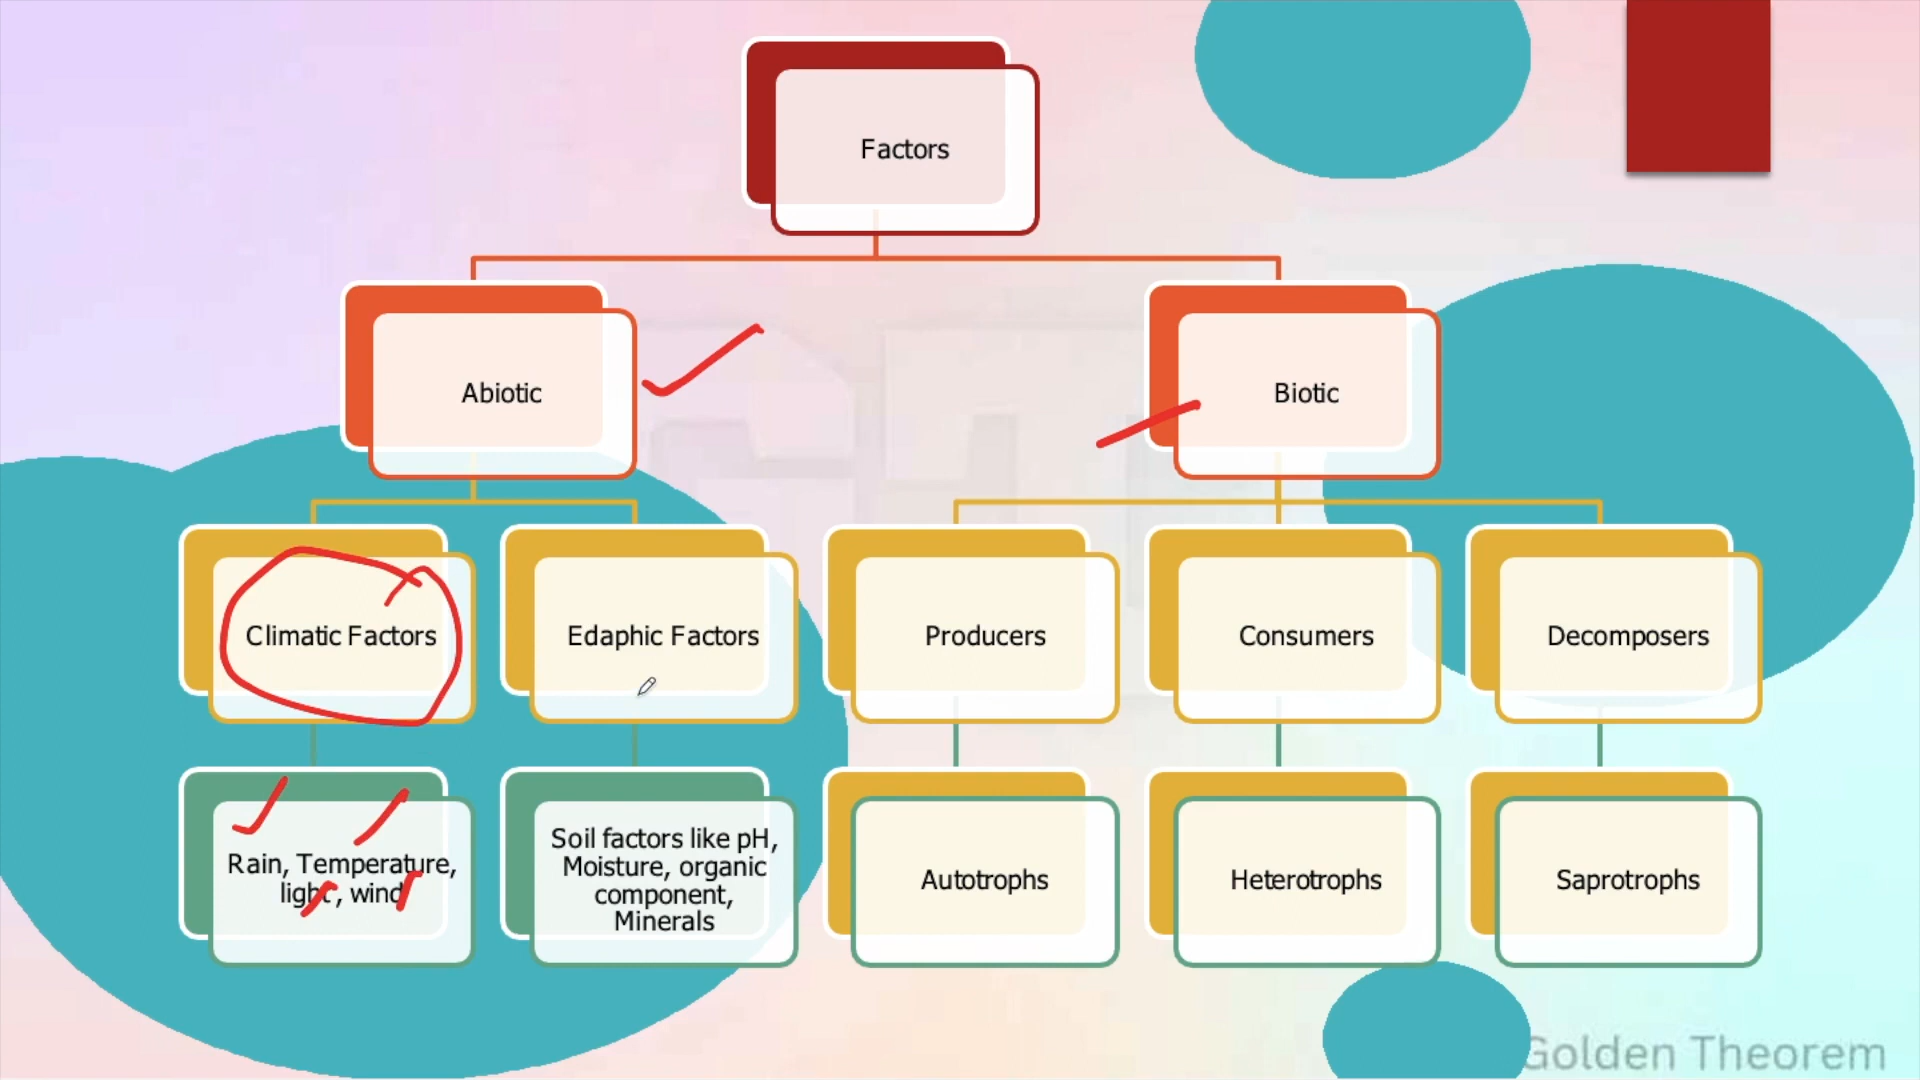 Factors
Abiotic
Biotic
Climatic Factors
Edaphic Factors
Producers
Consumers
Decomposers
Rain, Temperature,
light, wind
Soil factors like pH,
Moisture, organic
component,
Minerals
Autotrophs
Heterotrophs
Saprotrophs
Golden Theorem